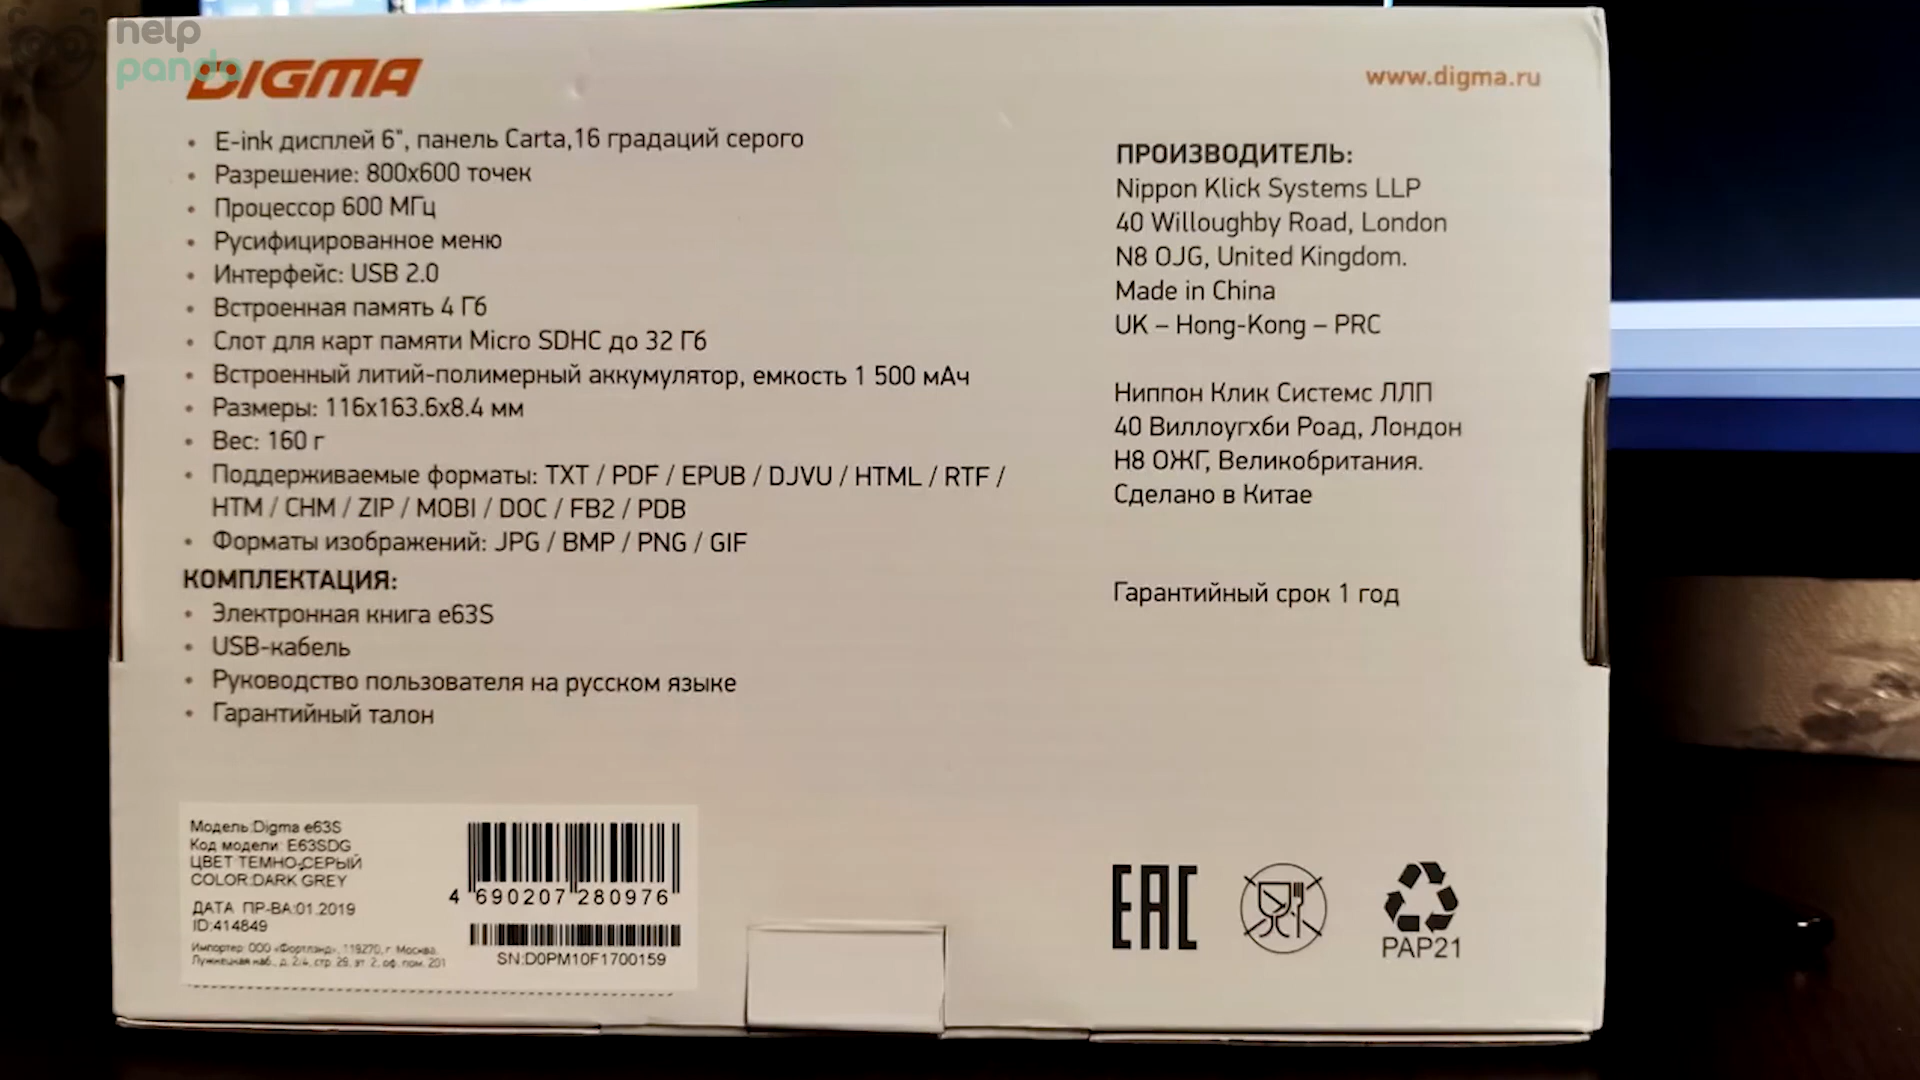 help
panda
DIGMA
www.digma.ru
• E-ink дисплей 6", панель Carta,16 градаций серого
• Разрешение: 800x600 точек
• Процессор 600 МГц
• Русифицированное меню
• Интерфейс: USB 2.0
• Встроенная память 4 Гб
• Слот для карт памяти Micro SDHC до 32 Гб
• Встроенный литий-полимерный аккумулятор, емкость 1 500 мАч
• Размеры: 116x163.6x8.4 мм
• Вес: 160 г
• Поддерживаемые форматы: TXT / PDF / EPUB / DJVU / HTML / RTF /
HTM / CHM / ZIP / MOBI / DOC / FB2 / PDB
• Форматы изображений: JPG / BMP / PNG / GIF
КОМПЛЕКТАЦИЯ:
• Электронная книга e63S
• USB-кабель
• Руководство пользователя на русском языке
• Гарантийный талон
ПРОИЗВОДИТЕЛЬ:
Nippon Klick Systems LLP
40 Willoughby Road, London
N8 OJG, United Kingdom.
Made in China
UK – Hong-Kong – PRC
Ниппон Клик Системс ЛЛП
40 Виллоугхби Роад, Лондон
Н8 ОЖГ, Великобритания.
Сделано в Китае
Гарантийный срок 1 год
Модель:Digma e63S
Код модели: E63SDG
ЦВЕТ ТЕМНО-СЕРЫЙ
COLOR:DARK GREY
ДАТА ПР-ВА:01.2019
ID:414849
Импортер: ООО «Фортлэнд», 119270, г. Москва,
Лужнецкая наб., д. 2/4, стр. 29, эт. 2, оф. пом. 201
4 690207 280976
SN:D0PM10F1700159
EAC
PAP21